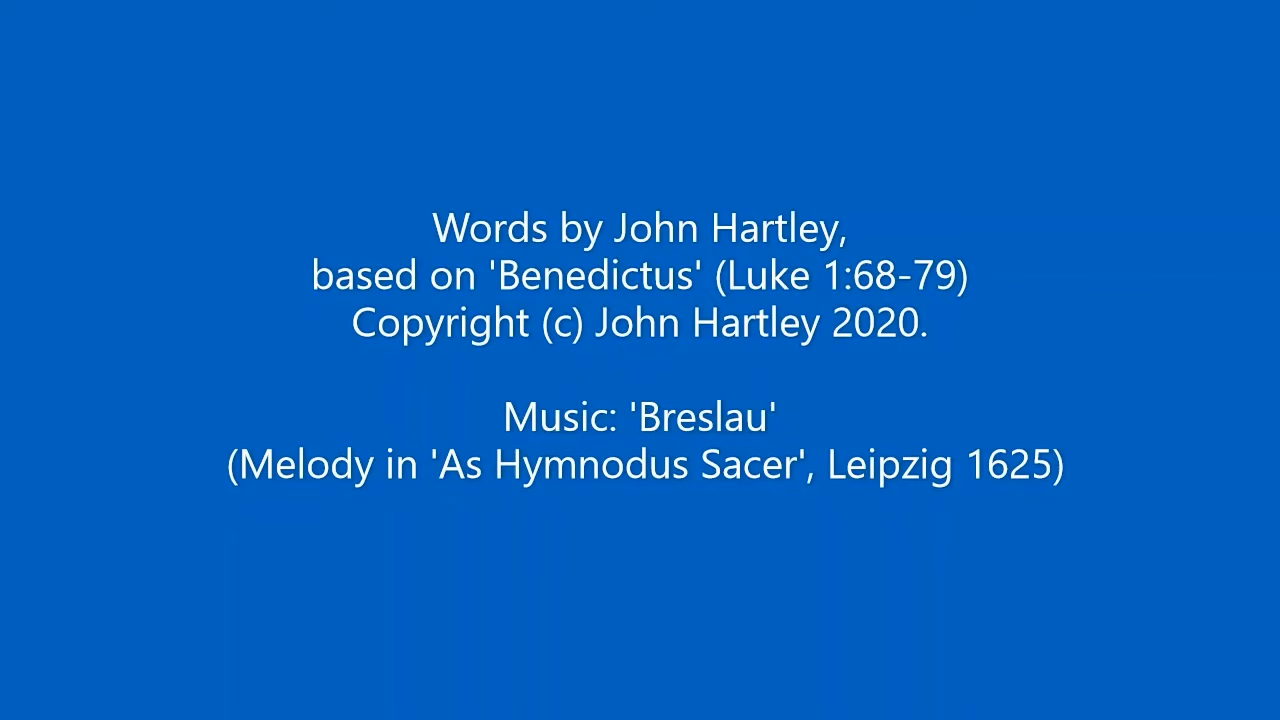 Words by John Hartley,
based on 'Benedictus' (Luke 1:68-79)
Copyright (c) John Hartley 2020.
Music: 'Breslau'
(Melody in 'As Hymnodus Sacer', Leipzig 1625)